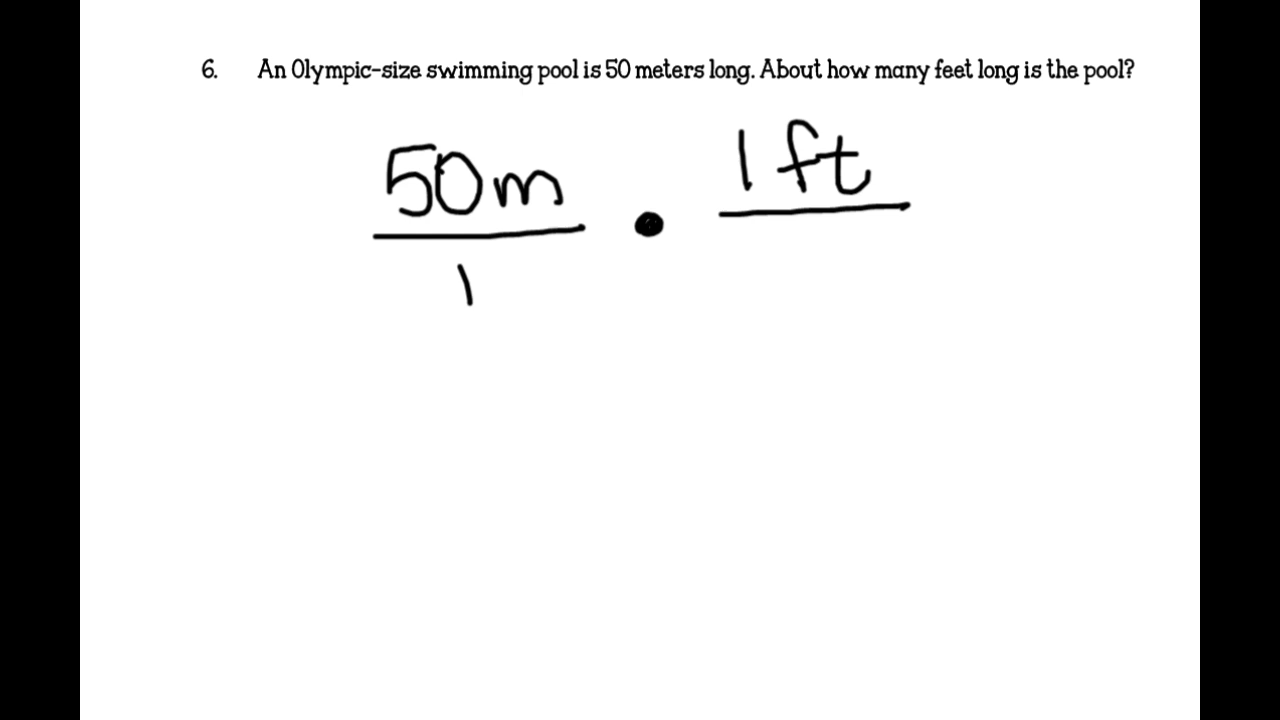 6. An Olympic-size swimming pool is 50 meters long. About how many feet long is the pool?
50m • 1 ft
1